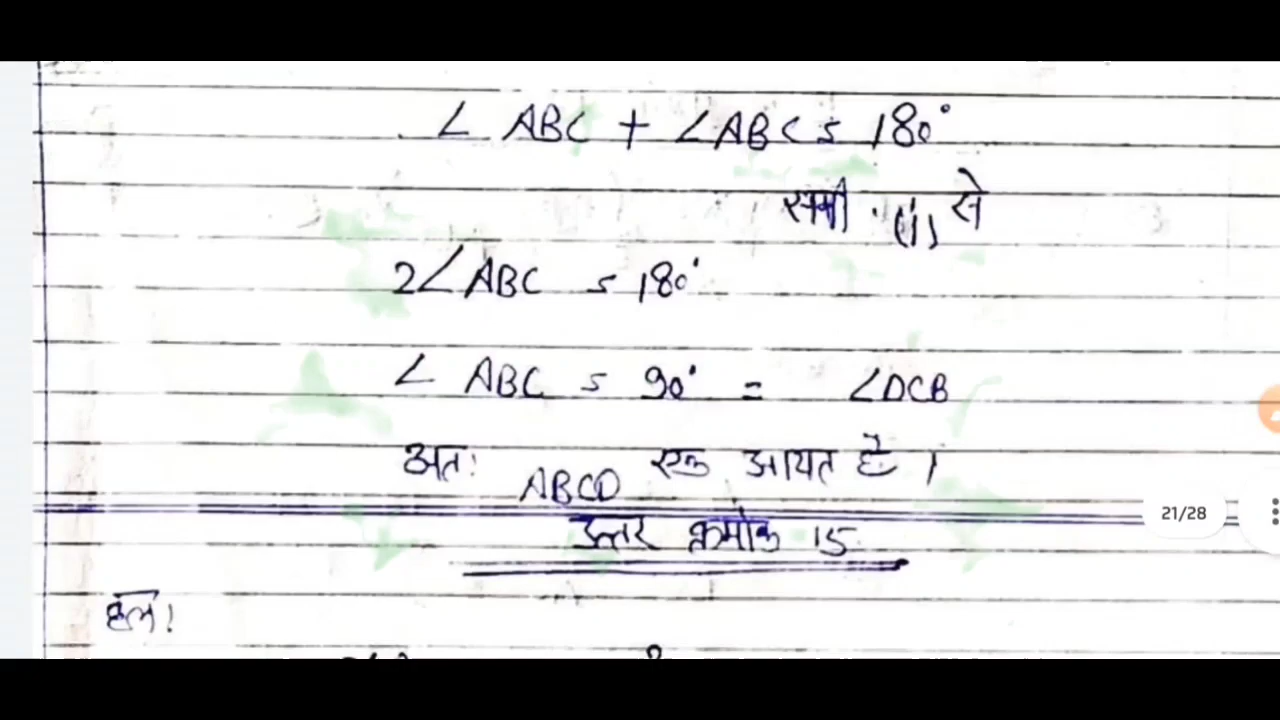 ∠ ABC + ∠ABC = 180°
समी. (i) से
2∠ABC = 180°
∠ ABC = 90° = ∠DCB
अतः ABCD एक आयत है ।
21/28
उत्तर क्रमांक 15
हल।